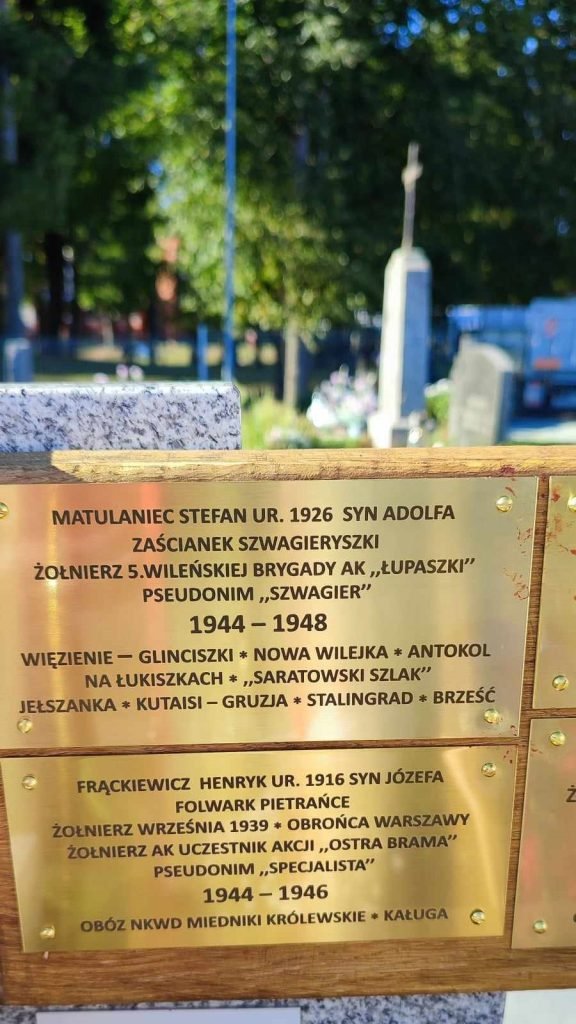 MATULANIEC STEFAN UR. 1926 SYN ADOLFA
ZAŚCIANEK SZWAGIERYSZKI
ŻOŁNIERZ 5.WILEŃSKIEJ BRYGADY AK ,,ŁUPASZKI"
PSEUDONIM ,,SZWAGIER"
1944 – 1948
WIĘZIENIE – GLINCISZKI * NOWA WILEJKA * ANTOKOL
NA ŁUKISZKACH * ,,SARATOWSKI SZLAK"
JEŁSZANKA * KUTAISI – GRUZJA * STALINGRAD * BRZEŚĆ
FRĄCKIEWICZ HENRYK UR. 1916 SYN JÓZEFA
FOLWARK PIETRAŃCE
ŻOŁNIERZ WRZEŚNIA 1939 * OBROŃCA WARSZAWY
ŻOŁNIERZ AK UCZESTNIK AKCJI ,,OSTRA BRAMA"
PSEUDONIM ,,SPECJALISTA"
1944 – 1946
OBÓZ NKWD MIEDNIKI KRÓLEWSKIE * KAŁUGA